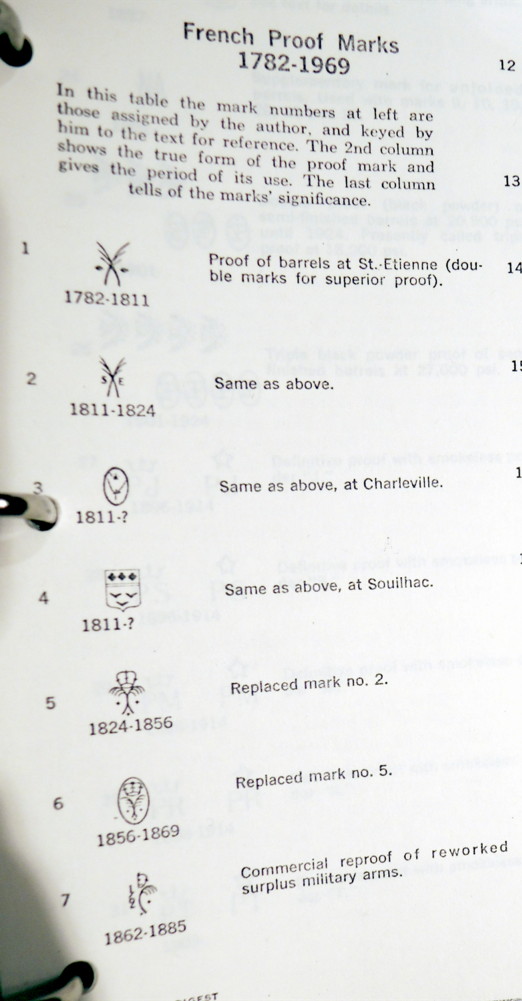 French Proof Marks
1782-1969
In this table the mark numbers at left are
those assigned by the author, and keyed by
him to the text for reference. The 2nd column
shows the true form of the proof mark and
gives the period of its use. The last column
tells of the marks' significance.
12
13
1
Proof of barrels at St.-Etienne (dou-
ble marks for superior proof).
1782-1811
14
2
S E
Same as above.
1811-1824
3
Same as above, at Charleville.
1811-?
4
Same as above, at Souilhac.
1811-?
5
Replaced mark no. 2.
1824-1856
6
Replaced mark no. 5.
1856-1869
7
Commercial reproof of reworked
surplus military arms.
1862-1885